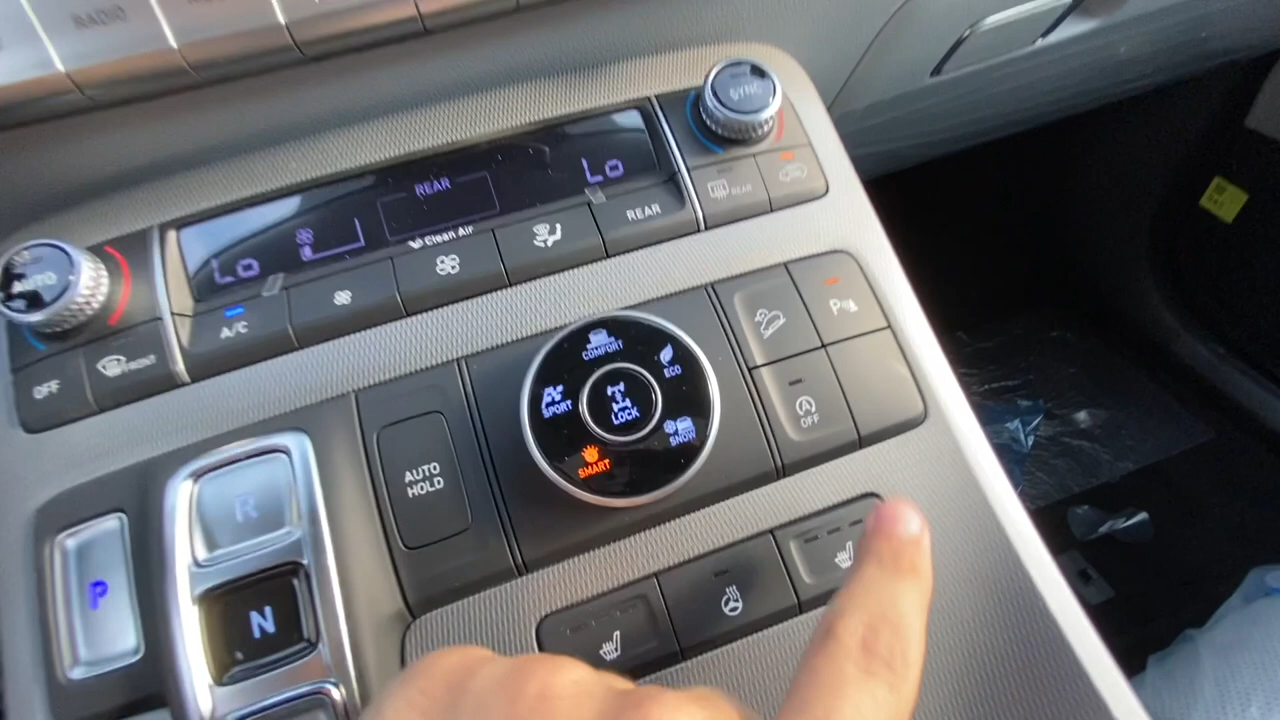 RADIO
SYNC
REAR
Lo
REAR
REAR
Clean Air
Lo
AUTO
A/C
FRONT
OFF
COMFORT
ECO
SPORT
LOCK
SNOW
SMART
P
OFF
AUTO
HOLD
R
P
N